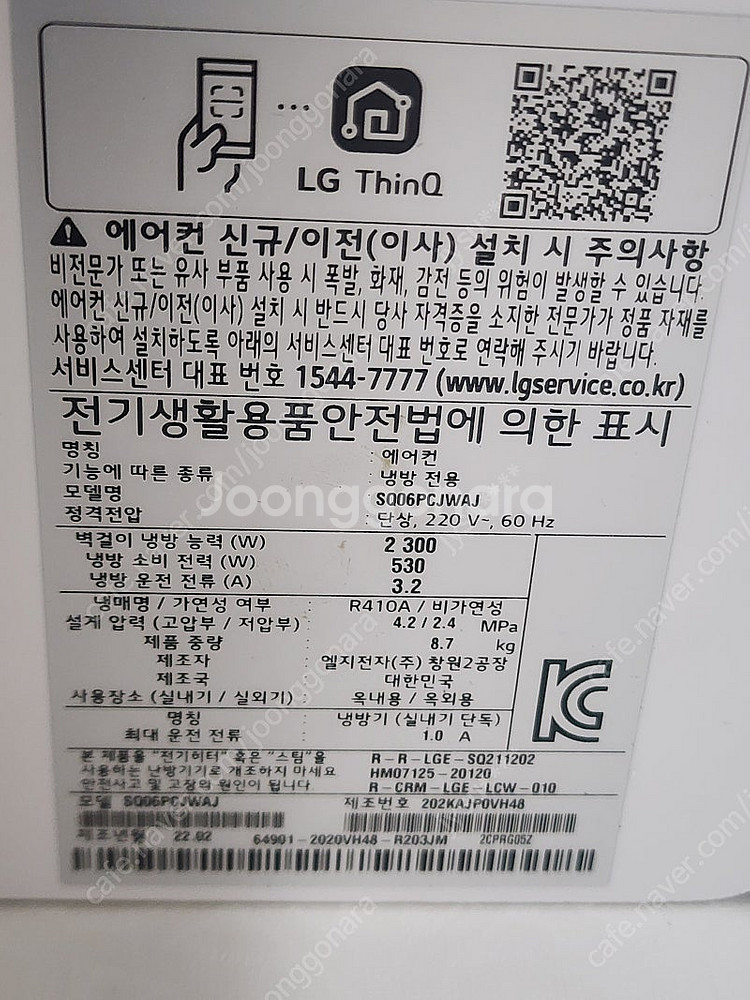 LG ThinQ
에어컨 신규/이전(이사) 설치 시 주의사항
비전문가 또는 유사 부품 사용 시 폭발, 화재, 감전 등의 위험이 발생할 수 있습니다.
에어컨 신규/이전(이사) 설치 시 반드시 당사 자격증을 소지한 전문가가 정품 자재를
사용하여 설치하도록 아래의 서비스센터 대표 번호로 연락해 주시기 바랍니다.
서비스센터 대표 번호 1544-7777 (www.lgservice.co.kr)
전기생활용품안전법에 의한 표시
명칭 : 에어컨
기능에 따른 종류 : 냉방 전용
모델명 : SQ06PCJWAJ
정격전압 : 단상, 220 V~, 60 Hz
벽걸이 냉방 능력 (W) 2 300
냉방 소비 전력 (W) 530
냉방 운전 전류 (A) 3.2
냉매명 / 가연성 여부 : R410A / 비가연성
설계 압력 (고압부 / 저압부) : 4.2 / 2.4 MPa
제품 중량 : 8.7 kg
제조자 : 엘지전자(주) 창원2공장
제조국 : 대한민국
사용장소 (실내기 / 실외기) : 옥내용 / 옥외용
명칭 : 냉방기 (실내기 단독)
최대 운전 전류 : 1.0 A
본 제품을 "전기히터" 혹은 "스팀"을 R-R-LGE-SQ211202
사용하는 난방기기로 개조하지 마세요 HM07125-20120
안전사고 및 고장의 원인이 됩니다. R-CRM-LGE-LCW-010
모델 SQ06PCJWAJ 제조번호 202KAJP0VH48
제조년월 22.02 64901-2020VH48-R203JM 2CPRG05Z
Joonggonara
cafe.naver.com/joonggonara